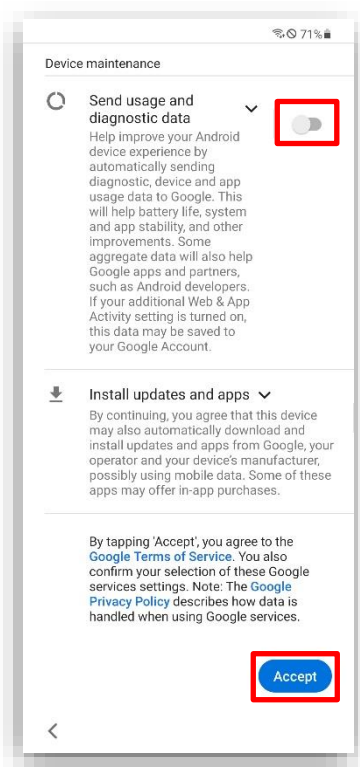 71%
Device maintenance
Send usage and
diagnostic data
Help improve your Android
device experience by
automatically sending
diagnostic, device and app
usage data to Google. This
will help battery life, system
and app stability, and other
improvements. Some
aggregate data will also help
Google apps and partners,
such as Android developers.
If your additional Web & App
Activity setting is turned on,
this data may be saved to
your Google Account.
Install updates and apps
By continuing, you agree that this device
may also automatically download and
install updates and apps from Google, your
operator and your device's manufacturer,
possibly using mobile data. Some of these
apps may offer in-app purchases.
By tapping 'Accept', you agree to the
Google Terms of Service. You also
confirm your selection of these Google
services settings. Note: The Google
Privacy Policy describes how data is
handled when using Google services.
Accept